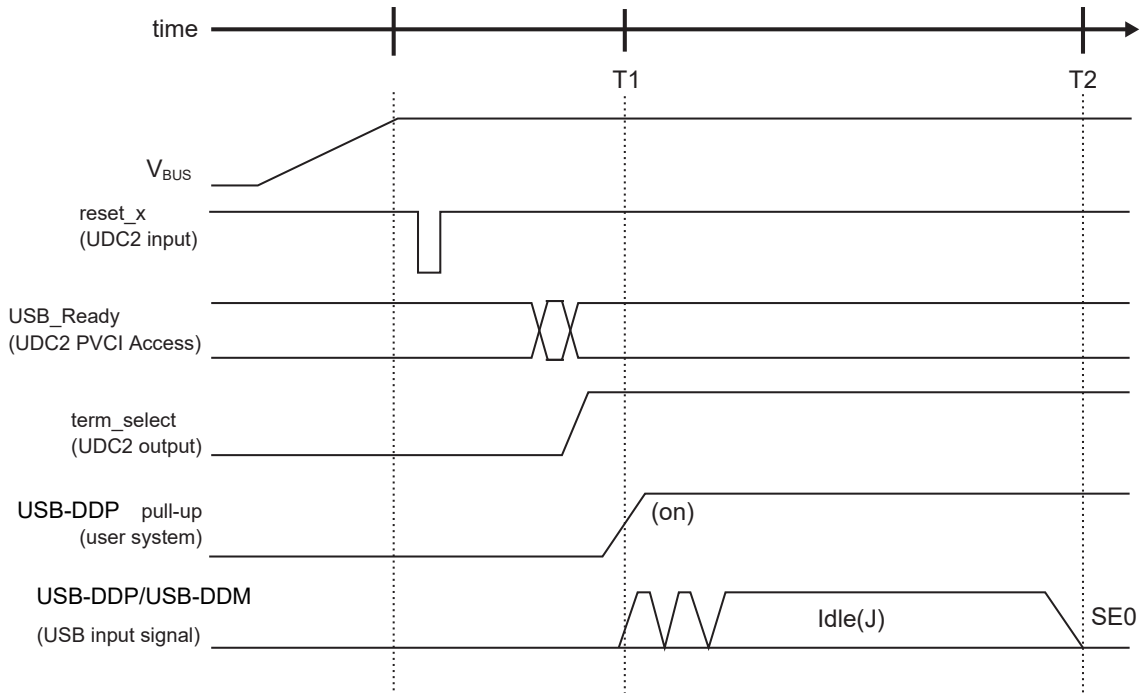 time
T1
T2
VBUS
reset_x
(UDC2 input)
USB_Ready
(UDC2 PVCI Access)
term_select
(UDC2 output)
USB-DDP pull-up
(user system)
(on)
USB-DDP/USB-DDM
(USB input signal)
Idle(J)
SE0